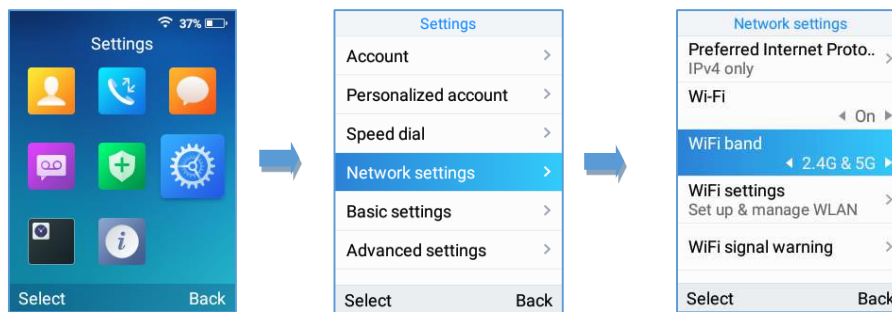 37%
Settings
Select Back
Settings
Account
Personalized account
Speed dial
Network settings
Basic settings
Advanced settings
Select Back
Network settings
Preferred Internet Proto..
IPv4 only
Wi-Fi
On
WiFi band
2.4G & 5G
WiFi settings
Set up & manage WLAN
WiFi signal warning
Select Back